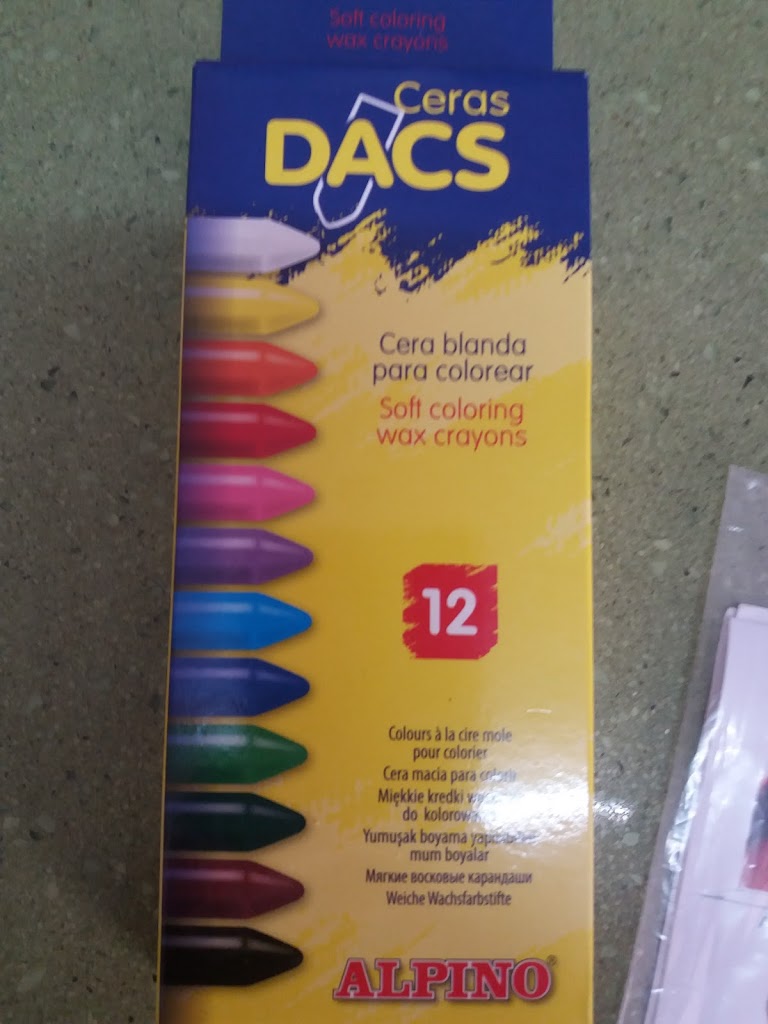 Soft coloring
wax crayons
Ceras
DACS
Cera blanda
para colorear
Soft coloring
wax crayons
12
Colours à la cire mole
pour colorier
Cera macia para
Miękkie kredki
do
Yumuşak boyama
mum boyalar
Мягкие восковые карандаши
Weiche Wachsfarbstifte
ALPINO®